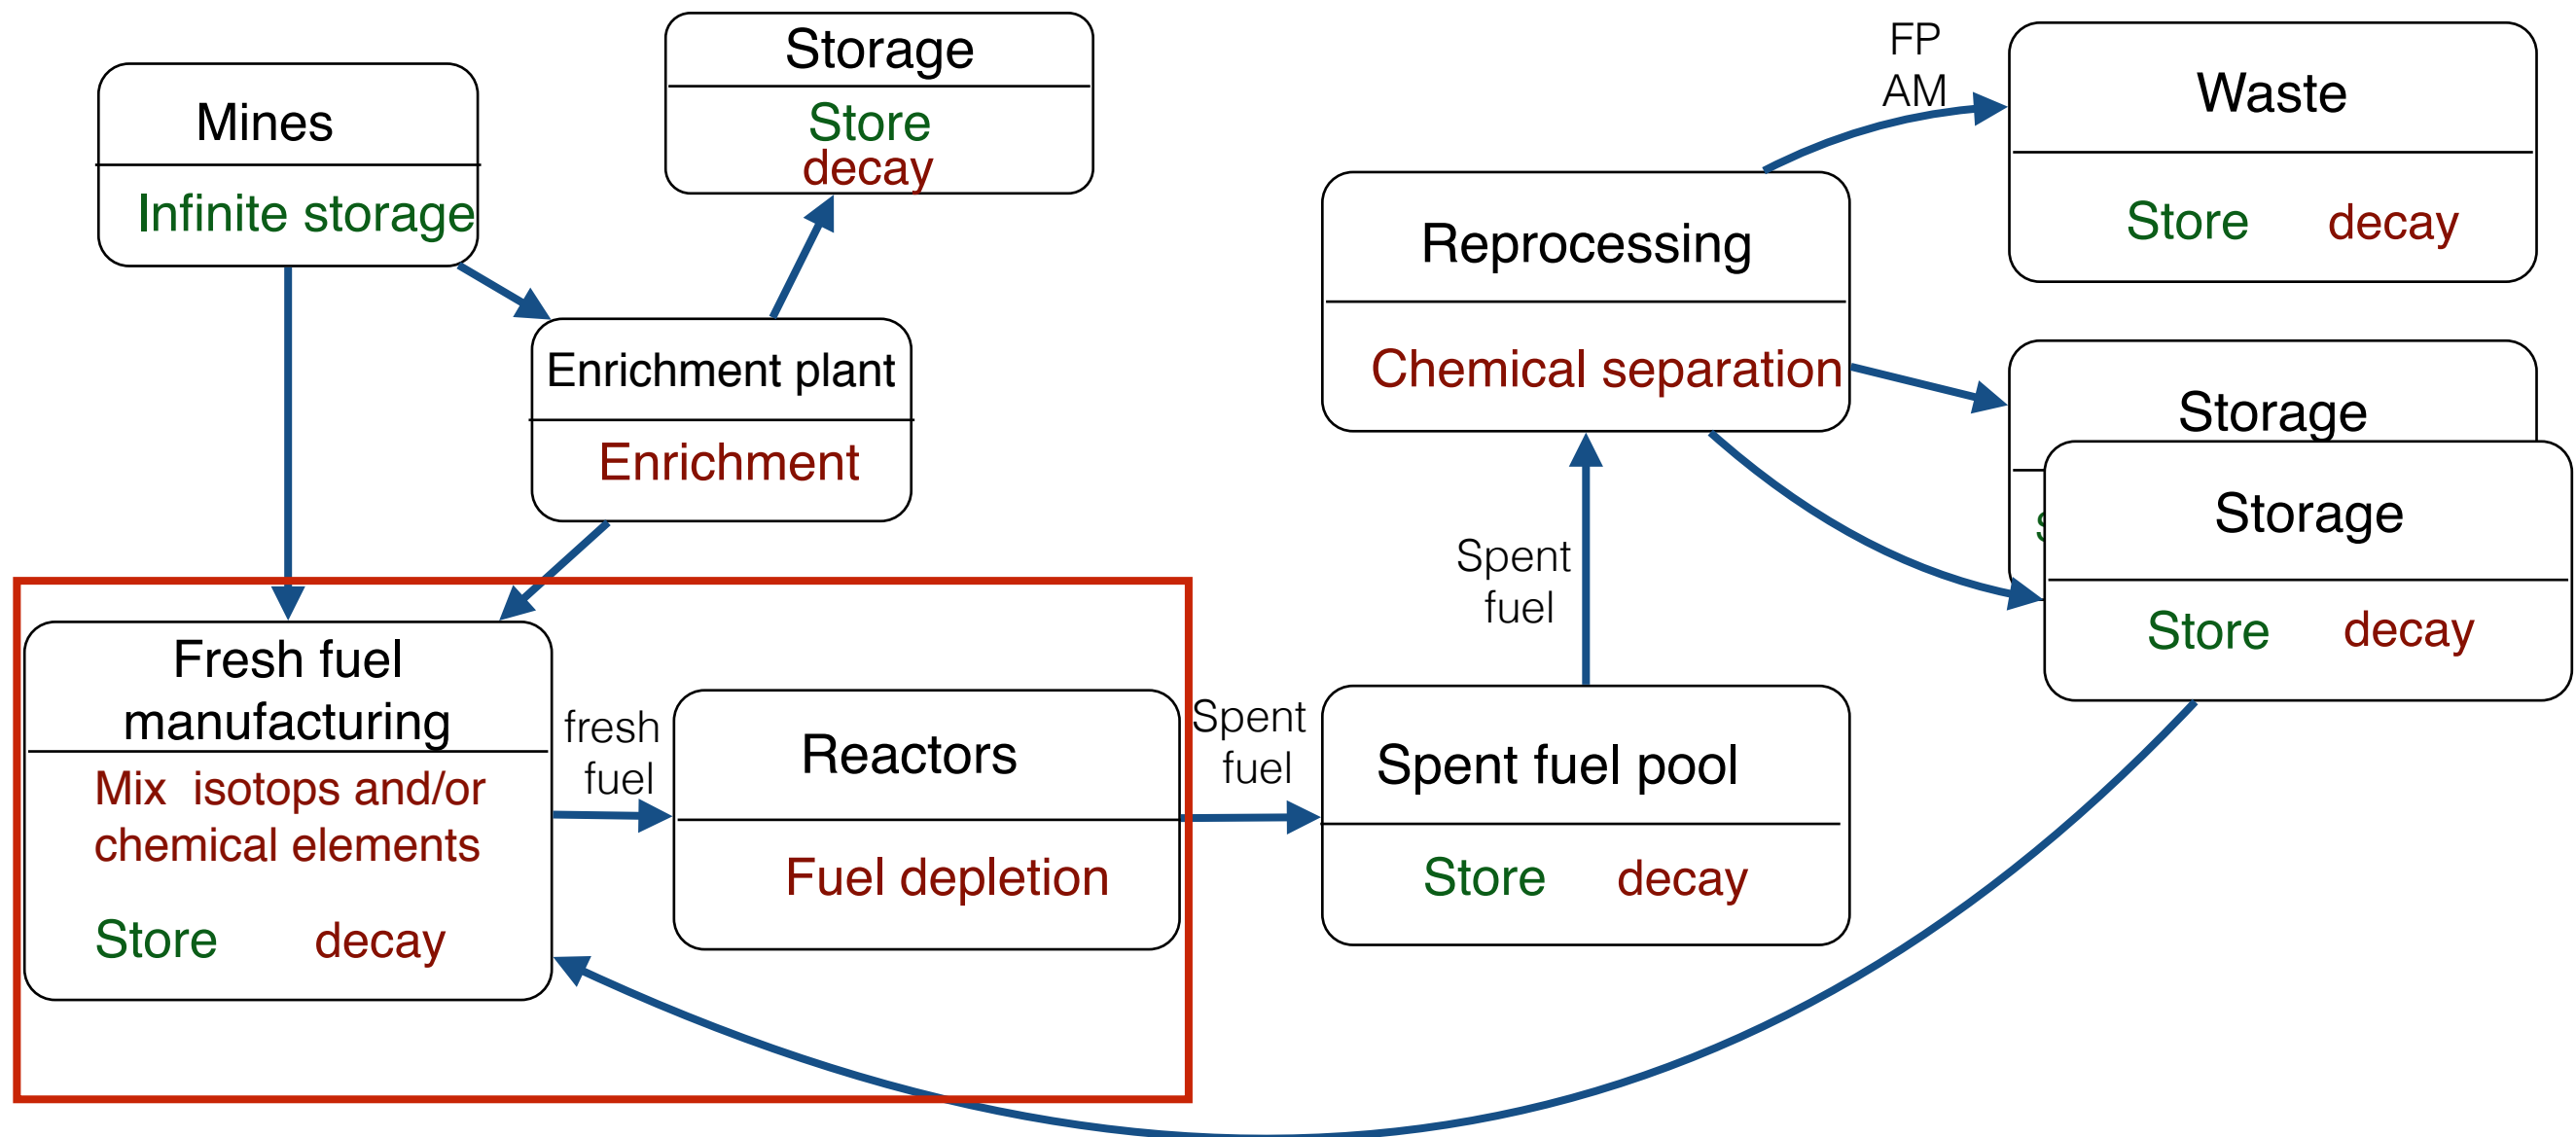 Mines
Infinite storage
Storage
Store
decay
Enrichment plant
Enrichment
Fresh fuel
manufacturing
Mix isotops and/or
chemical elements
Store decay
fresh
fuel
Reactors
Fuel depletion
Spent
fuel
Spent fuel pool
Store decay
Spent
fuel
Reprocessing
Chemical separation
FP
AM
Waste
Store decay
Storage
Storage
Store decay